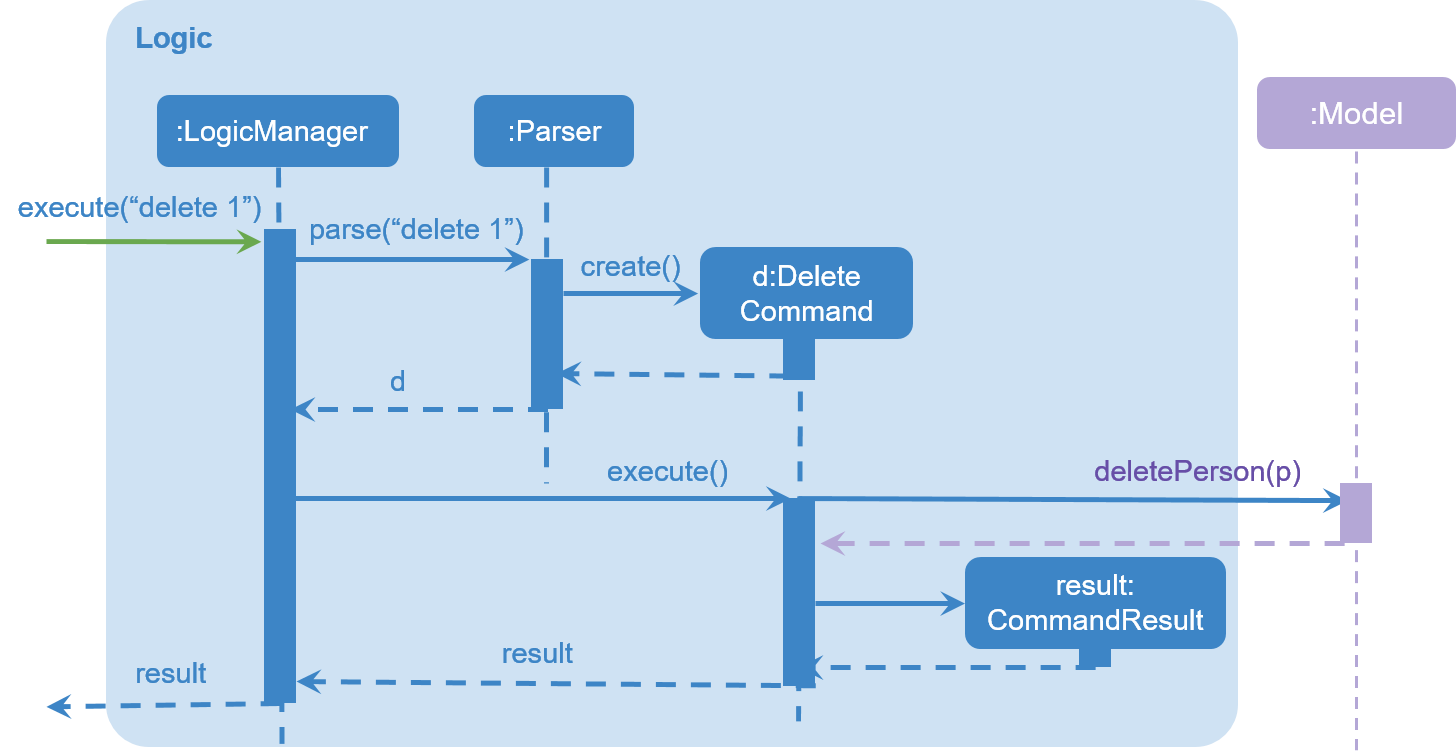 Logic
:LogicManager
:Parser
:Model
execute(“delete 1”)
parse(“delete 1”)
create()
d:Delete
Command
d
execute()
deletePerson(p)
result:
CommandResult
result
result